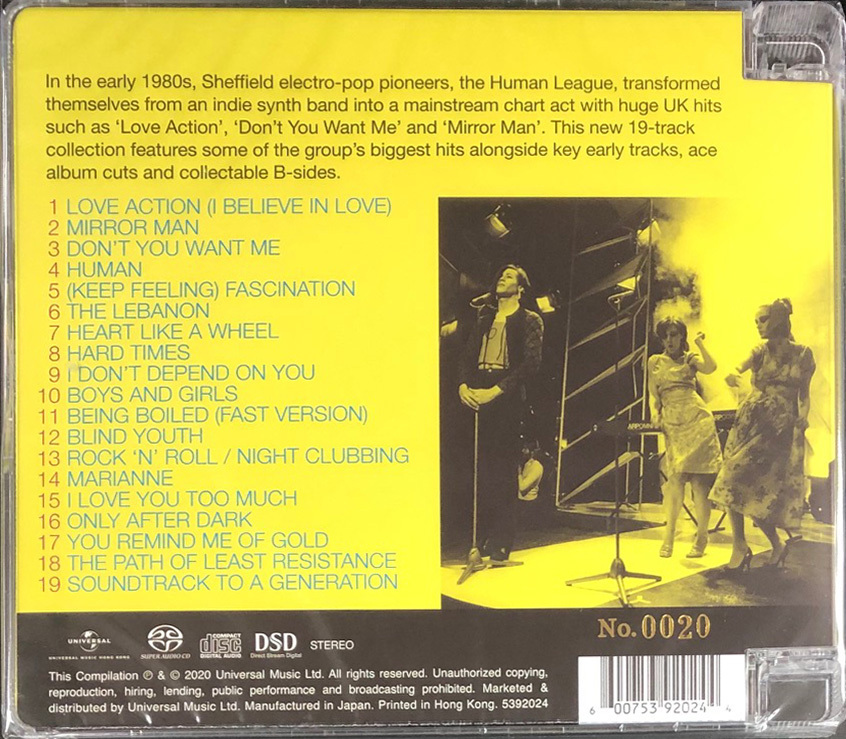 In the early 1980s, Sheffield electro-pop pioneers, the Human League, transformed
themselves from an indie synth band into a mainstream chart act with huge UK hits
such as ‘Love Action’, ‘Don’t You Want Me’ and ‘Mirror Man’. This new 19-track
collection features some of the group’s biggest hits alongside key early tracks, ace
album cuts and collectable B-sides.
1 LOVE ACTION (I BELIEVE IN LOVE)
2 MIRROR MAN
3 DON’T YOU WANT ME
4 HUMAN
5 (KEEP FEELING) FASCINATION
6 THE LEBANON
7 HEART LIKE A WHEEL
8 HARD TIMES
9 I DON’T DEPEND ON YOU
10 BOYS AND GIRLS
11 BEING BOILED (FAST VERSION)
12 BLIND YOUTH
13 ROCK ‘N’ ROLL / NIGHT CLUBBING
14 MARIANNE
15 I LOVE YOU TOO MUCH
16 ONLY AFTER DARK
17 YOU REMIND ME OF GOLD
18 THE PATH OF LEAST RESISTANCE
19 SOUNDTRACK TO A GENERATION
No. 0020
UNIVERSAL
UNIVERSAL MUSIC HONG KONG
SUPER AUDIO CD
COMPACT
disc
DIGITAL AUDIO
DSD
Direct Stream Digital
STEREO
This Compilation ℗ & © 2020 Universal Music Ltd. All rights reserved. Unauthorized copying,
reproduction, hiring, lending, public performance and broadcasting prohibited. Marketed &
distributed by Universal Music Ltd. Manufactured in Japan. Printed in Hong Kong. 5392024
6 00753 92024 4